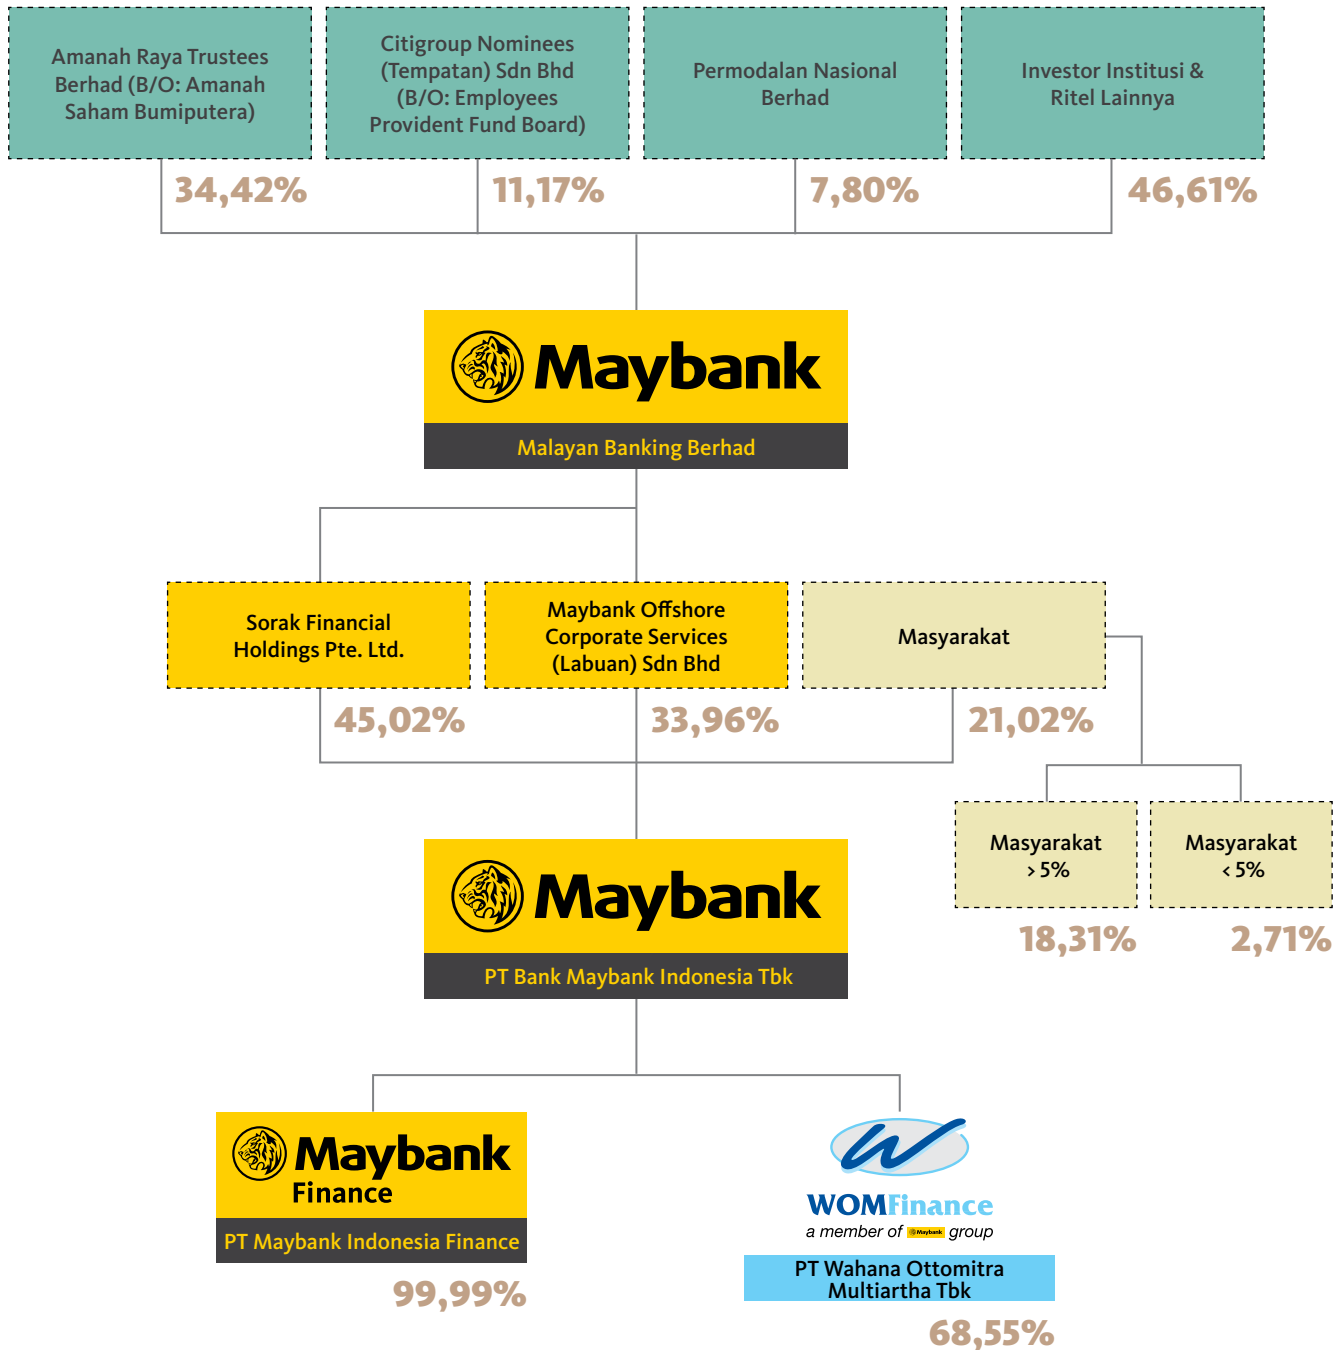 Amanah Raya Trustees
Berhad (B/O: Amanah
Saham Bumiputera)
Citigroup Nominees
(Tempatan) Sdn Bhd
(B/O: Employees
Provident Fund Board)
Permodalan Nasional
Berhad
Investor Institusi &
Ritel Lainnya
34,42%
11,17%
7,80%
46,61%
Maybank
Malayan Banking Berhad
Sorak Financial
Holdings Pte. Ltd.
Maybank Offshore
Corporate Services
(Labuan) Sdn Bhd
Masyarakat
45,02%
33,96%
21,02%
Masyarakat
> 5%
Masyarakat
< 5%
18,31%
2,71%
Maybank
PT Bank Maybank Indonesia Tbk
Maybank
Finance
PT Maybank Indonesia Finance
99,99%
W
WOMFinance
a member of Maybank group
PT Wahana Ottomitra
Multiartha Tbk
68,55%